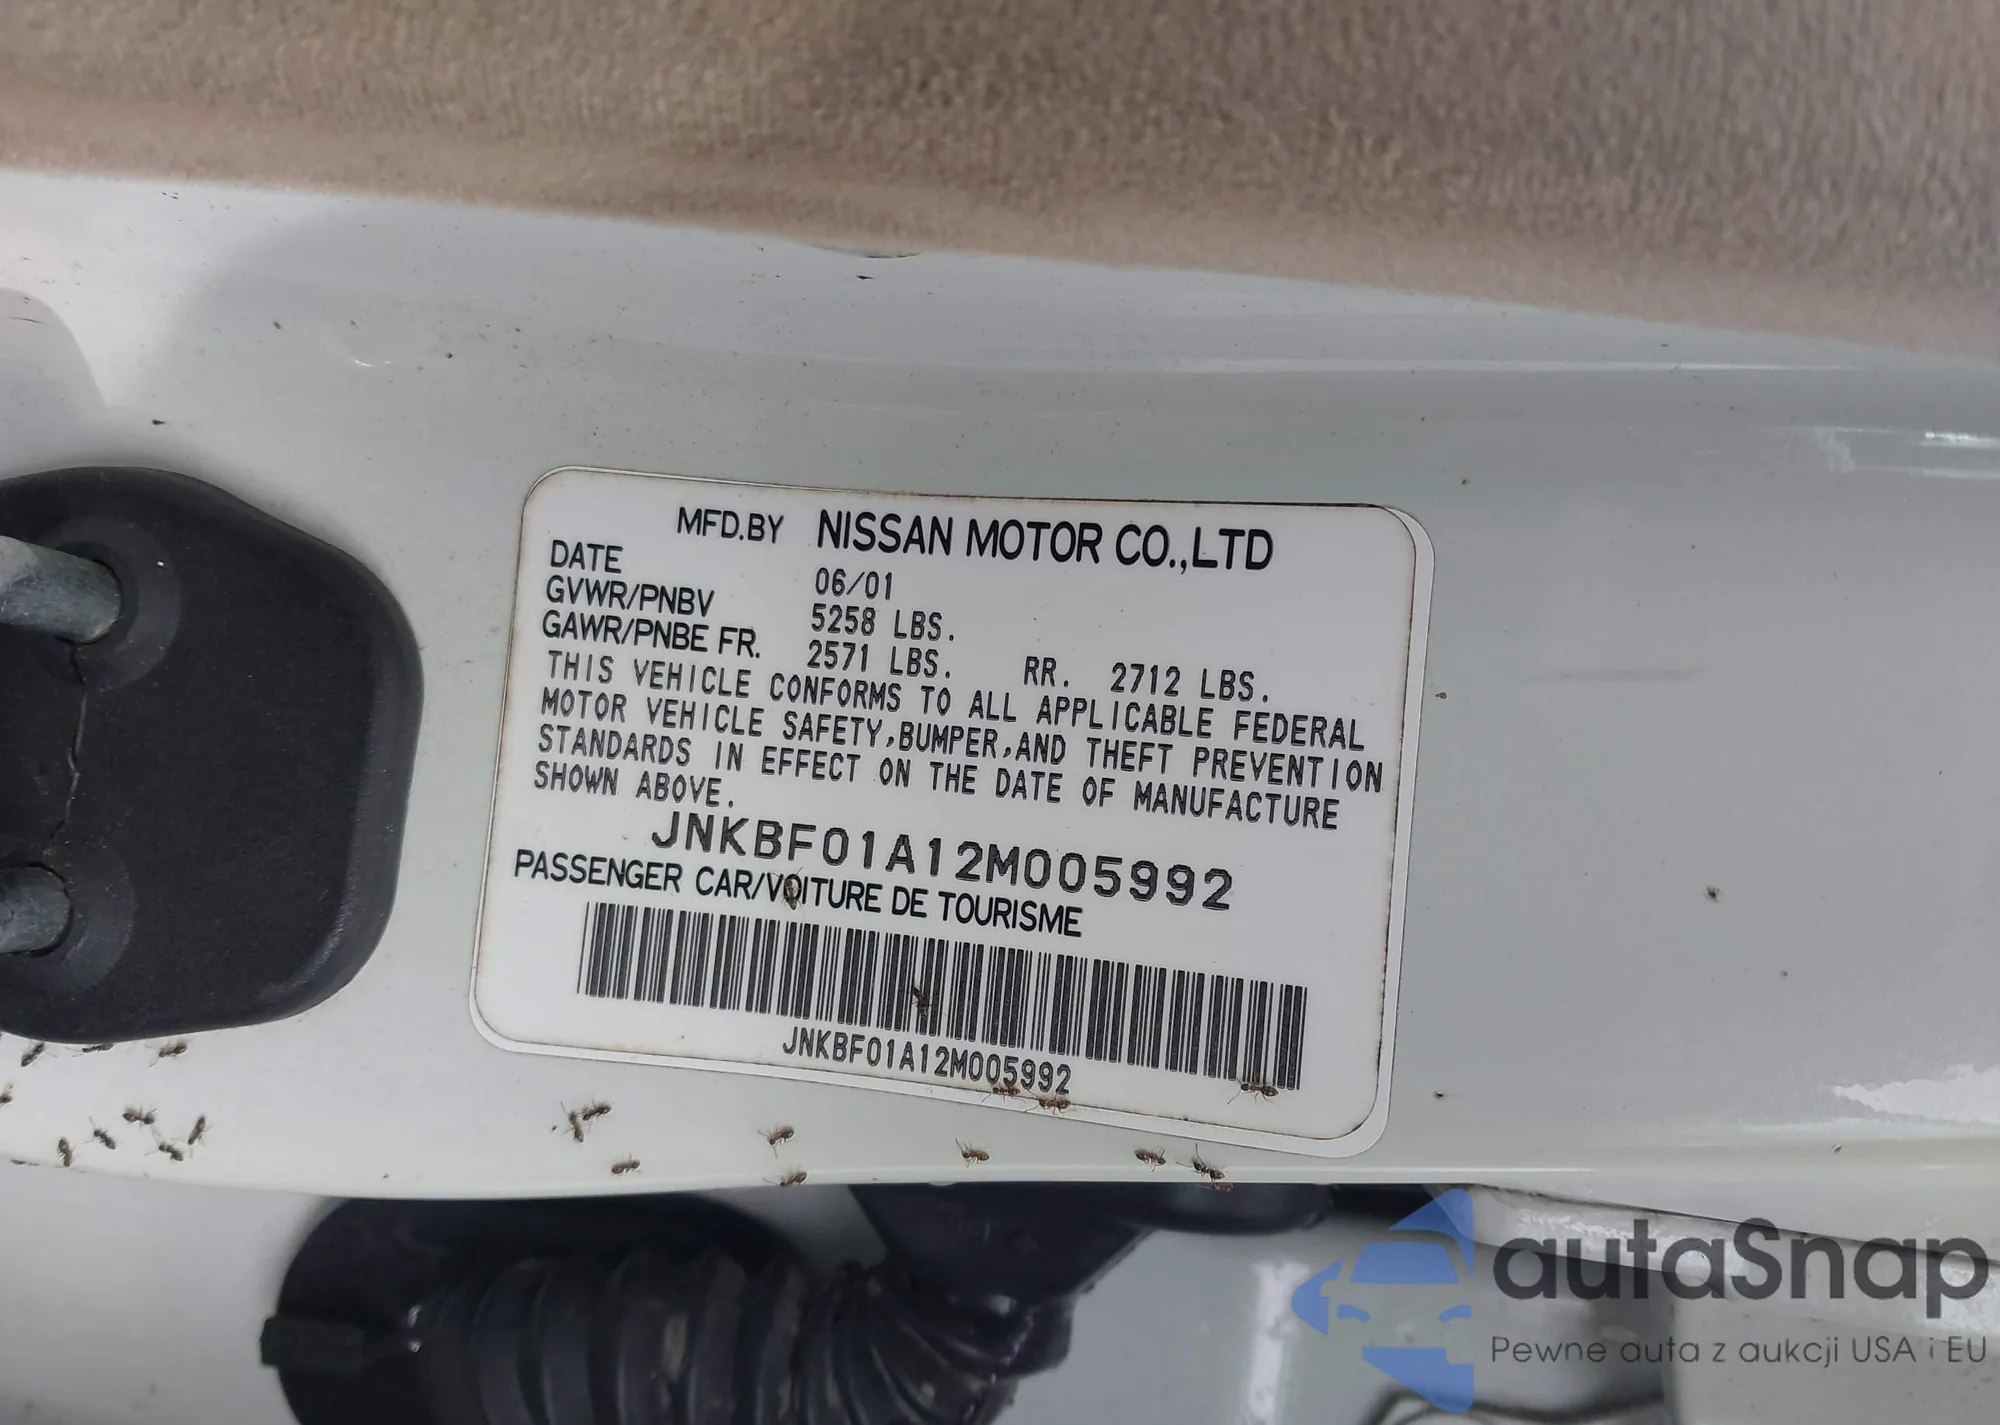 MFD.BY NISSAN MOTOR CO.,LTD
DATE 06/01
GVWR/PNBV 5258 LBS.
GAWR/PNBE FR. 2571 LBS. RR. 2712 LBS.
THIS VEHICLE CONFORMS TO ALL APPLICABLE FEDERAL
MOTOR VEHICLE SAFETY,BUMPER,AND THEFT PREVENTION
STANDARDS IN EFFECT ON THE DATE OF MANUFACTURE
SHOWN ABOVE.
JNKBF01A12M005992
PASSENGER CAR/VOITURE DE TOURISME
JNKBF01A12M005992
autaSnap
Pewne auta z aukcji USA i EU